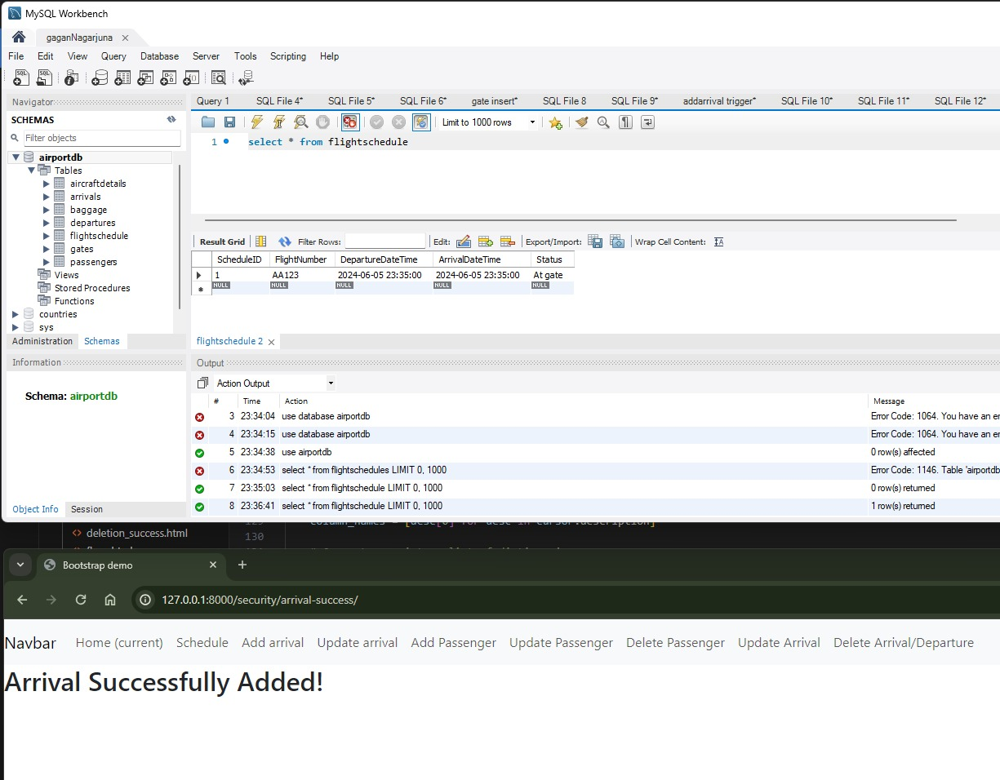 MySQL Workbench
gaganNagarjuna
File Edit View Query Database Server Tools Scripting Help
Navigator
Query 1 SQL File 4* SQL File 5* SQL File 6* gate insert* SQL File 8 SQL File 9* addarrival trigger* SQL File 10* SQL File 11* SQL File 12*
SCHEMAS
Limit to 1000 rows
Filter objects
1 select * from flightschedule
airportdb
Tables
aircraftdetails
arrivals
baggage
departures
flightschedule
gates
passengers
Views
Stored Procedures
Functions
countries
sys
Administration Schemas
Result Grid Filter Rows: Edit: Export/Import: Wrap Cell Content:
ScheduleID FlightNumber DepartureDateTime ArrivalDateTime Status
1 AA123 2024-06-05 23:35:00 2024-06-05 23:35:00 At gate
NULL NULL NULL NULL NULL
flightschedule 2
Information
Schema: airportdb
Output
Action Output
# Time Action Message
3 23:34:04 use database airportdb Error Code: 1064. You have an er
4 23:34:15 use database airportdb Error Code: 1064. You have an er
5 23:34:38 use airportdb 0 row(s) affected
6 23:34:53 select * from flightschedules LIMIT 0, 1000 Error Code: 1146. Table 'airportdb
7 23:35:03 select * from flightschedule LIMIT 0, 1000 0 row(s) returned
8 23:36:41 select * from flightschedule LIMIT 0, 1000 1 row(s) returned
Object Info Session
deletion_success.html
130
Bootstrap demo
127.0.0.1:8000/security/arrival-success/
Navbar Home (current) Schedule Add arrival Update arrival Add Passenger Update Passenger Delete Passenger Update Arrival Delete Arrival/Departure
Arrival Successfully Added!